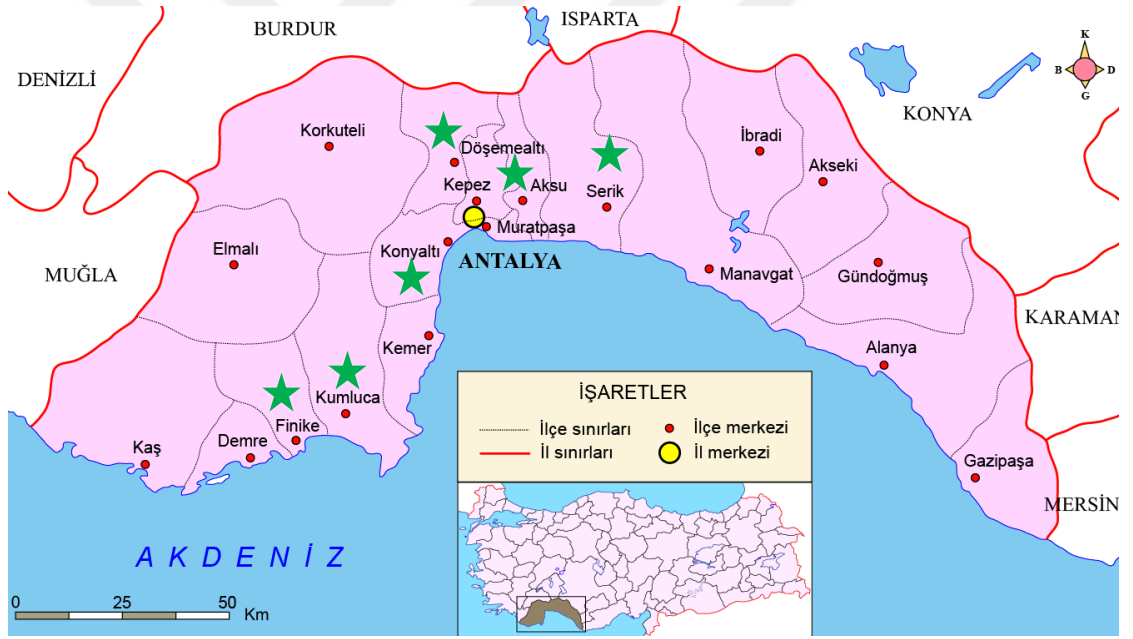 ISPARTA
BURDUR
DENİZLİ
K
B
D
G
KONYA
Korkuteli
Döşemealtı
İbradi
Akseki
Kepez
Aksu
Serik
Muratpaşa
Konyaltı
ANTALYA
Elmalı
MUĞLA
Manavgat
Gündoğmuş
KARAMAN
Kemer
Alanya
Kumluca
Finike
Demre
Kaş
Gazipaşa
MERSİN
İŞARETLER
İlçe sınırları
İlçe merkezi
İl sınırları
İl merkezi
AKDENİZ
0 25 50
Km